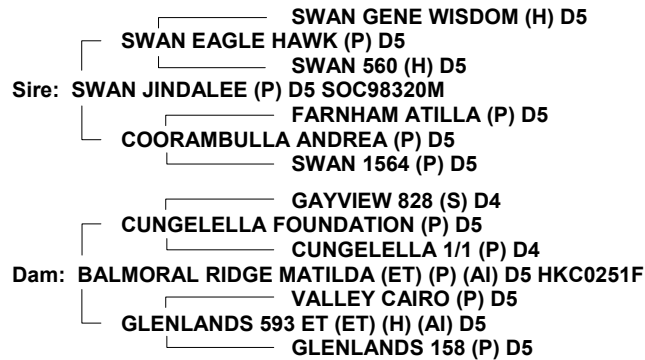 SWAN GENE WISDOM (H) D5
SWAN EAGLE HAWK (P) D5
SWAN 560 (H) D5
Sire: SWAN JINDALEE (P) D5 SOC98320M
FARNHAM ATILLA (P) D5
COORAMBULLA ANDREA (P) D5
SWAN 1564 (P) D5
GAYVIEW 828 (S) D4
CUNGELELLA FOUNDATION (P) D5
CUNGELELLA 1/1 (P) D4
Dam: BALMORAL RIDGE MATILDA (ET) (P) (AI) D5 HKC0251F
VALLEY CAIRO (P) D5
GLENLANDS 593 ET (ET) (H) (AI) D5
GLENLANDS 158 (P) D5